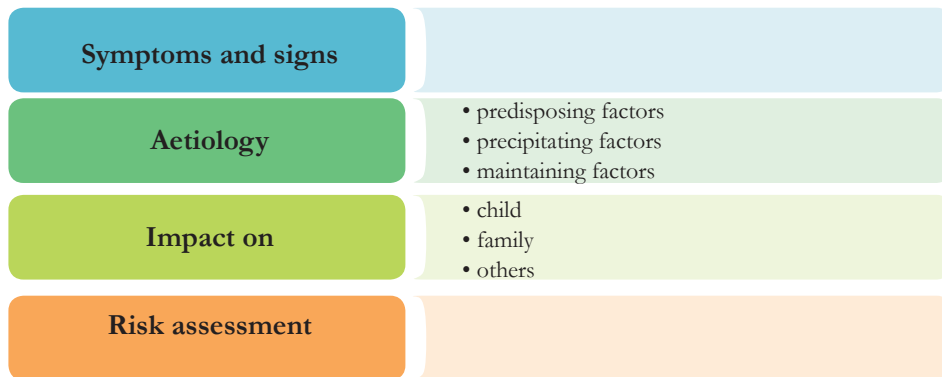 Symptoms and signs
Aetiology
• predisposing factors
• precipitating factors
• maintaining factors
Impact on
• child
• family
• others
Risk assessment